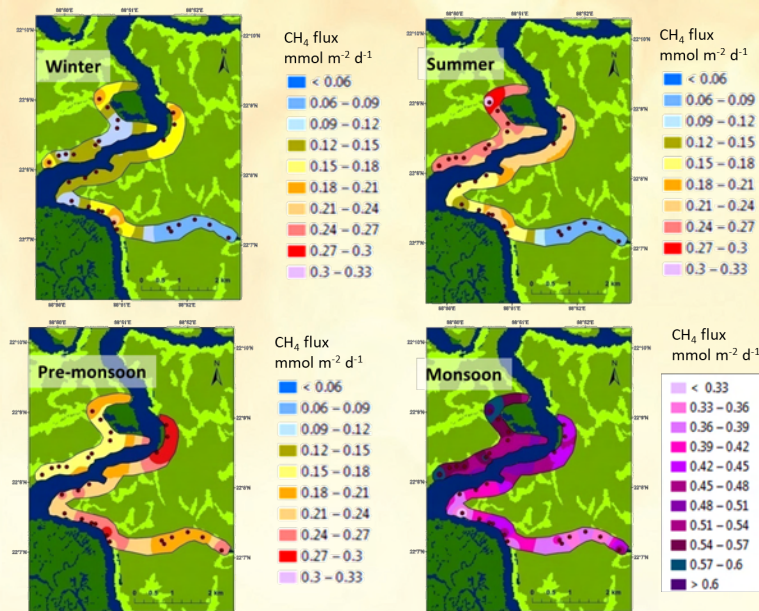 Winter
CH₄ flux
mmol m⁻² d⁻¹
< 0.06
0.06 – 0.09
0.09 – 0.12
0.12 – 0.15
0.15 – 0.18
0.18 – 0.21
0.21 – 0.24
0.24 – 0.27
0.27 – 0.3
0.3 – 0.33
N
Summer
CH₄ flux
mmol m⁻² d⁻¹
< 0.06
0.06 – 0.09
0.09 – 0.12
0.12 – 0.15
0.15 – 0.18
0.18 – 0.21
0.21 – 0.24
0.24 – 0.27
0.27 – 0.3
0.3 – 0.33
N
Pre-monsoon
CH₄ flux
mmol m⁻² d⁻¹
< 0.06
0.06 – 0.09
0.09 – 0.12
0.12 – 0.15
0.15 – 0.18
0.18 – 0.21
0.21 – 0.24
0.24 – 0.27
0.27 – 0.3
0.3 – 0.33
N
Monsoon
CH₄ flux
mmol m⁻² d⁻¹
< 0.33
0.33 – 0.36
0.36 – 0.39
0.39 – 0.42
0.42 – 0.45
0.45 – 0.48
0.48 – 0.51
0.51 – 0.54
0.54 – 0.57
0.57 – 0.6
> 0.6
N